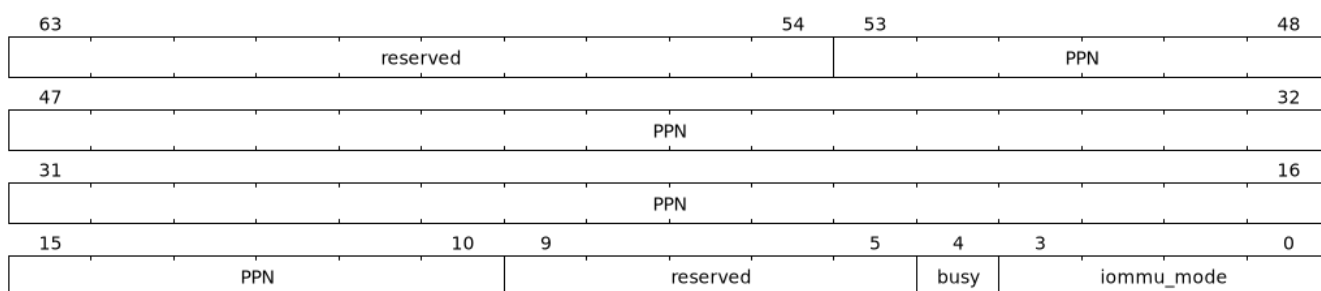 63 54 53 48
reserved PPN
47 32
PPN
31 16
PPN
15 10 9 5 4 3 0
PPN reserved busy iommu_mode